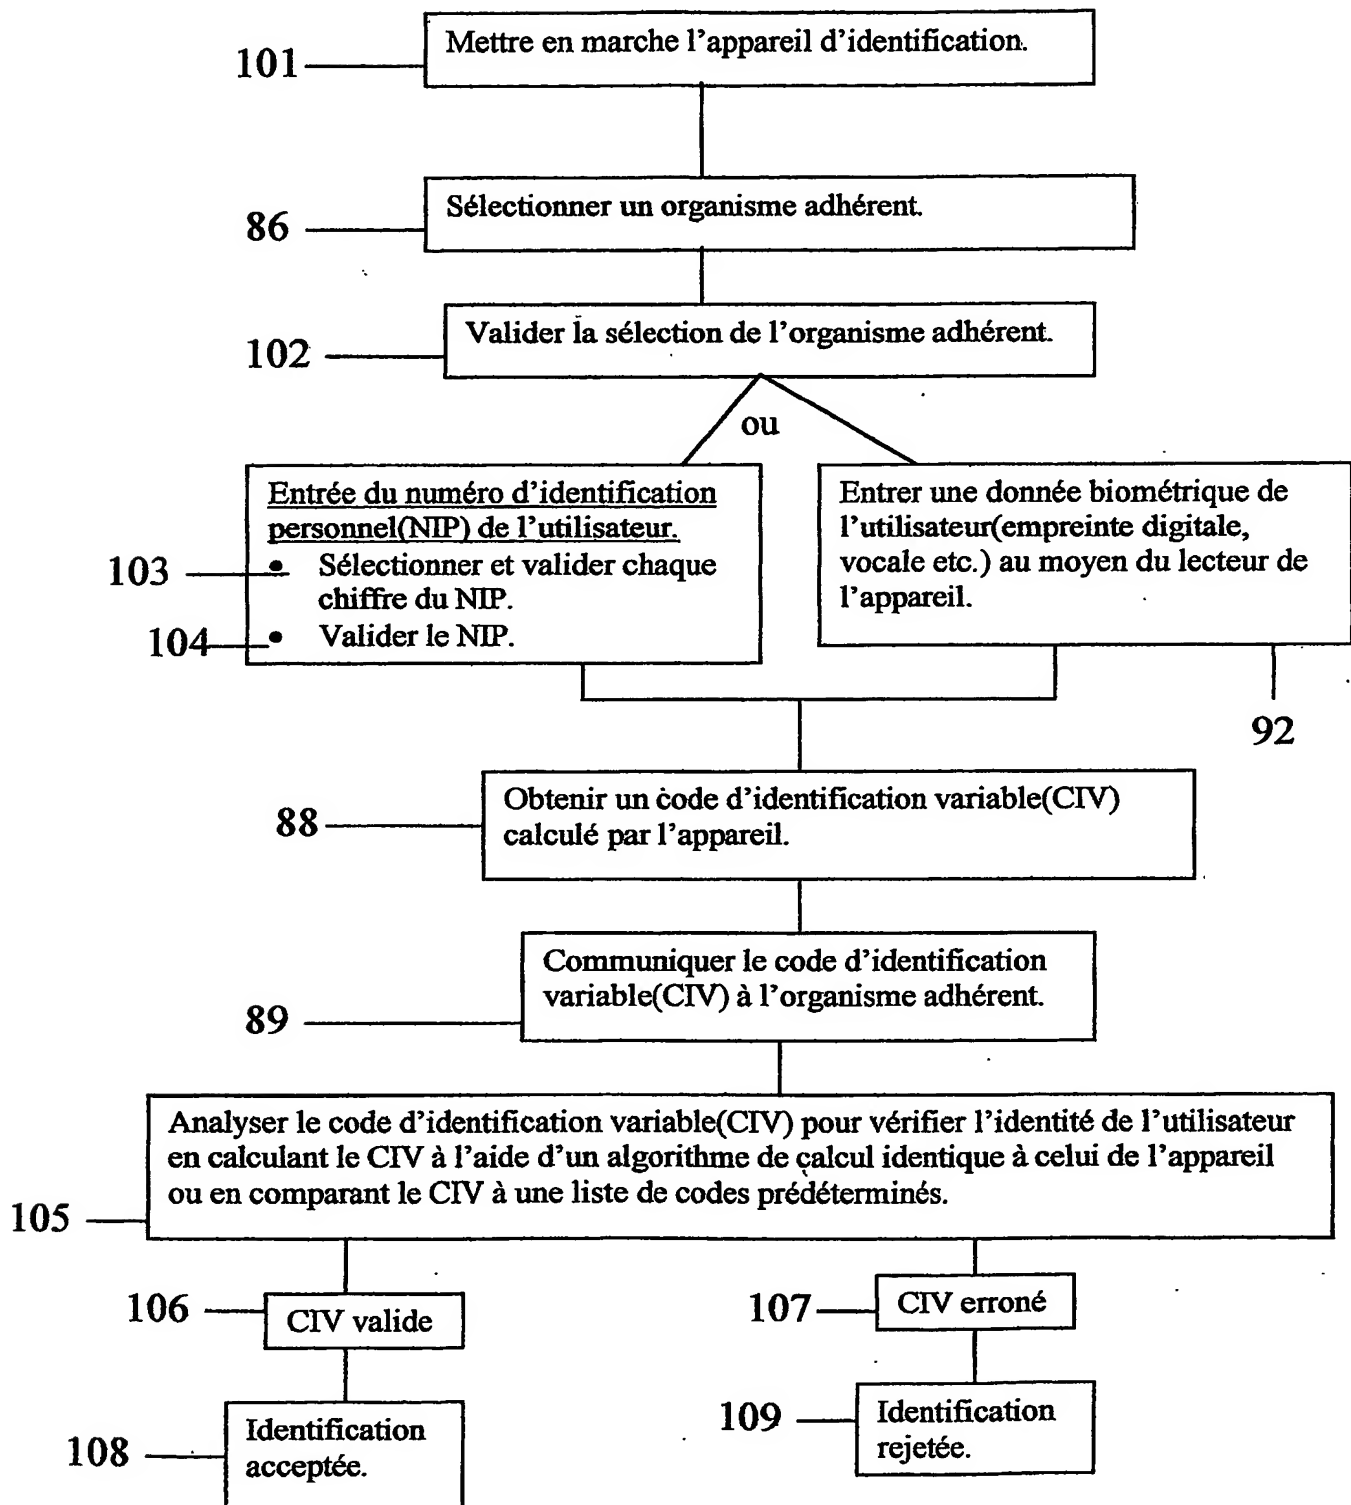 101
Mettre en marche l'appareil d'identification.
86
Sélectionner un organisme adhérent.
102
Valider la sélection de l'organisme adhérent.
ou
Entrée du numéro d'identification
personnel(NIP) de l'utilisateur.
103
• Sélectionner et valider chaque
chiffre du NIP.
104
• Valider le NIP.
Entrer une donnée biométrique de
l'utilisateur(empreinte digitale,
vocale etc.) au moyen du lecteur de
l'appareil.
92
88
Obtenir un code d'identification variable(CIV)
calculé par l'appareil.
89
Communiquer le code d'identification
variable(CIV) à l'organisme adhérent.
105
Analyser le code d'identification variable(CIV) pour vérifier l'identité de l'utilisateur
en calculant le CIV à l'aide d'un algorithme de calcul identique à celui de l'appareil
ou en comparant le CIV à une liste de codes prédéterminés.
106
CIV valide
107
CIV erroné
108
Identification
acceptée.
109
Identification
rejetée.